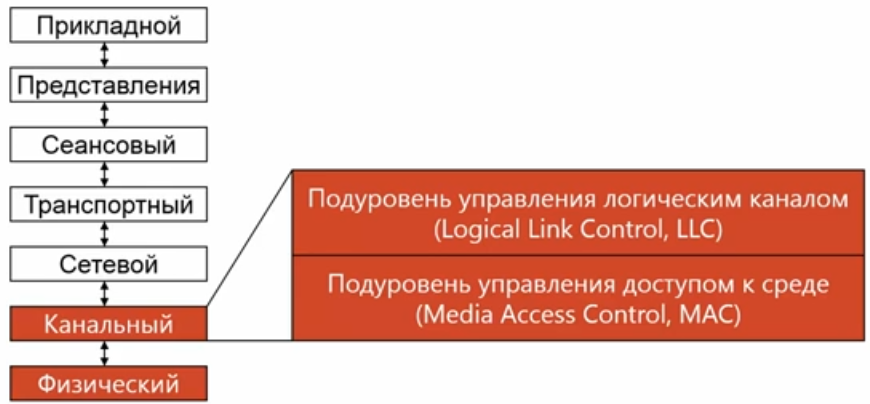 Прикладной
Представления
Сеансовый
Транспортный
Сетевой
Канальный
Физический
Подуровень управления логическим каналом
(Logical Link Control, LLC)
Подуровень управления доступом к среде
(Media Access Control, MAC)